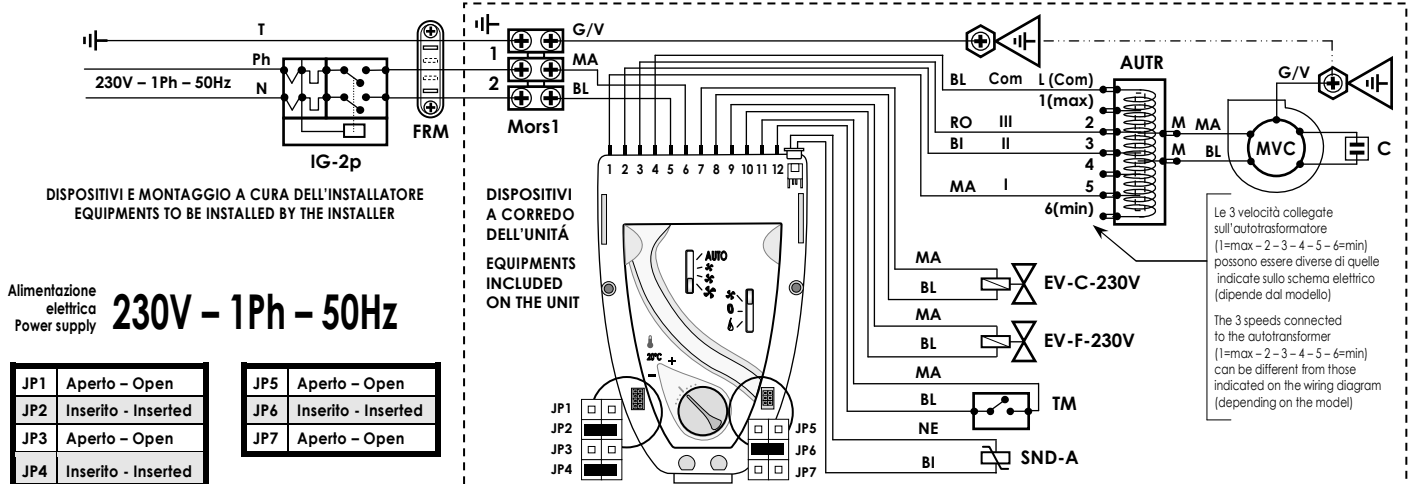 T
G/V
Ph
230V – 1Ph – 50Hz
N
1
2
MA
BL
FRM
Mors1
IG-2p
DISPOSITIVI E MONTAGGIO A CURA DELL'INSTALLATORE
EQUIPMENTS TO BE INSTALLED BY THE INSTALLER
Alimentazione
elettrica
Power supply
230V – 1Ph – 50Hz
JP1 Aperto – Open
JP2 Inserito - Inserted
JP3 Aperto – Open
JP4 Inserito - Inserted
JP5 Aperto – Open
JP6 Inserito - Inserted
JP7 Aperto – Open
DISPOSITIVI
A CORREDO
DELL'UNITÁ
EQUIPMENTS
INCLUDED
ON THE UNIT
1 2 3 4 5 6 7 8 9 10 11 12
AUTO
0
20°C +
–
JP1
JP2
JP3
JP4
JP5
JP6
JP7
AUTR
BL Com L (Com)
1(max)
RO III 2
BI II 3
4
MA I 5
6(min)
M MA
M BL
MVC
C
G/V
MA
BL
EV-C-230V
MA
BL
EV-F-230V
MA
BL
TM
NE
BI
SND-A
Le 3 velocità collegate
sull'autotrasformatore
(1=max – 2 – 3 – 4 – 5 – 6=min)
possono essere diverse di quelle
indicate sullo schema elettrico
(dipende dal modello)
The 3 speeds connected
to the autotransformer
(1=max – 2 – 3 – 4 – 5 – 6=min)
can be different from those
indicated on the wiring diagram
(depending on the model)